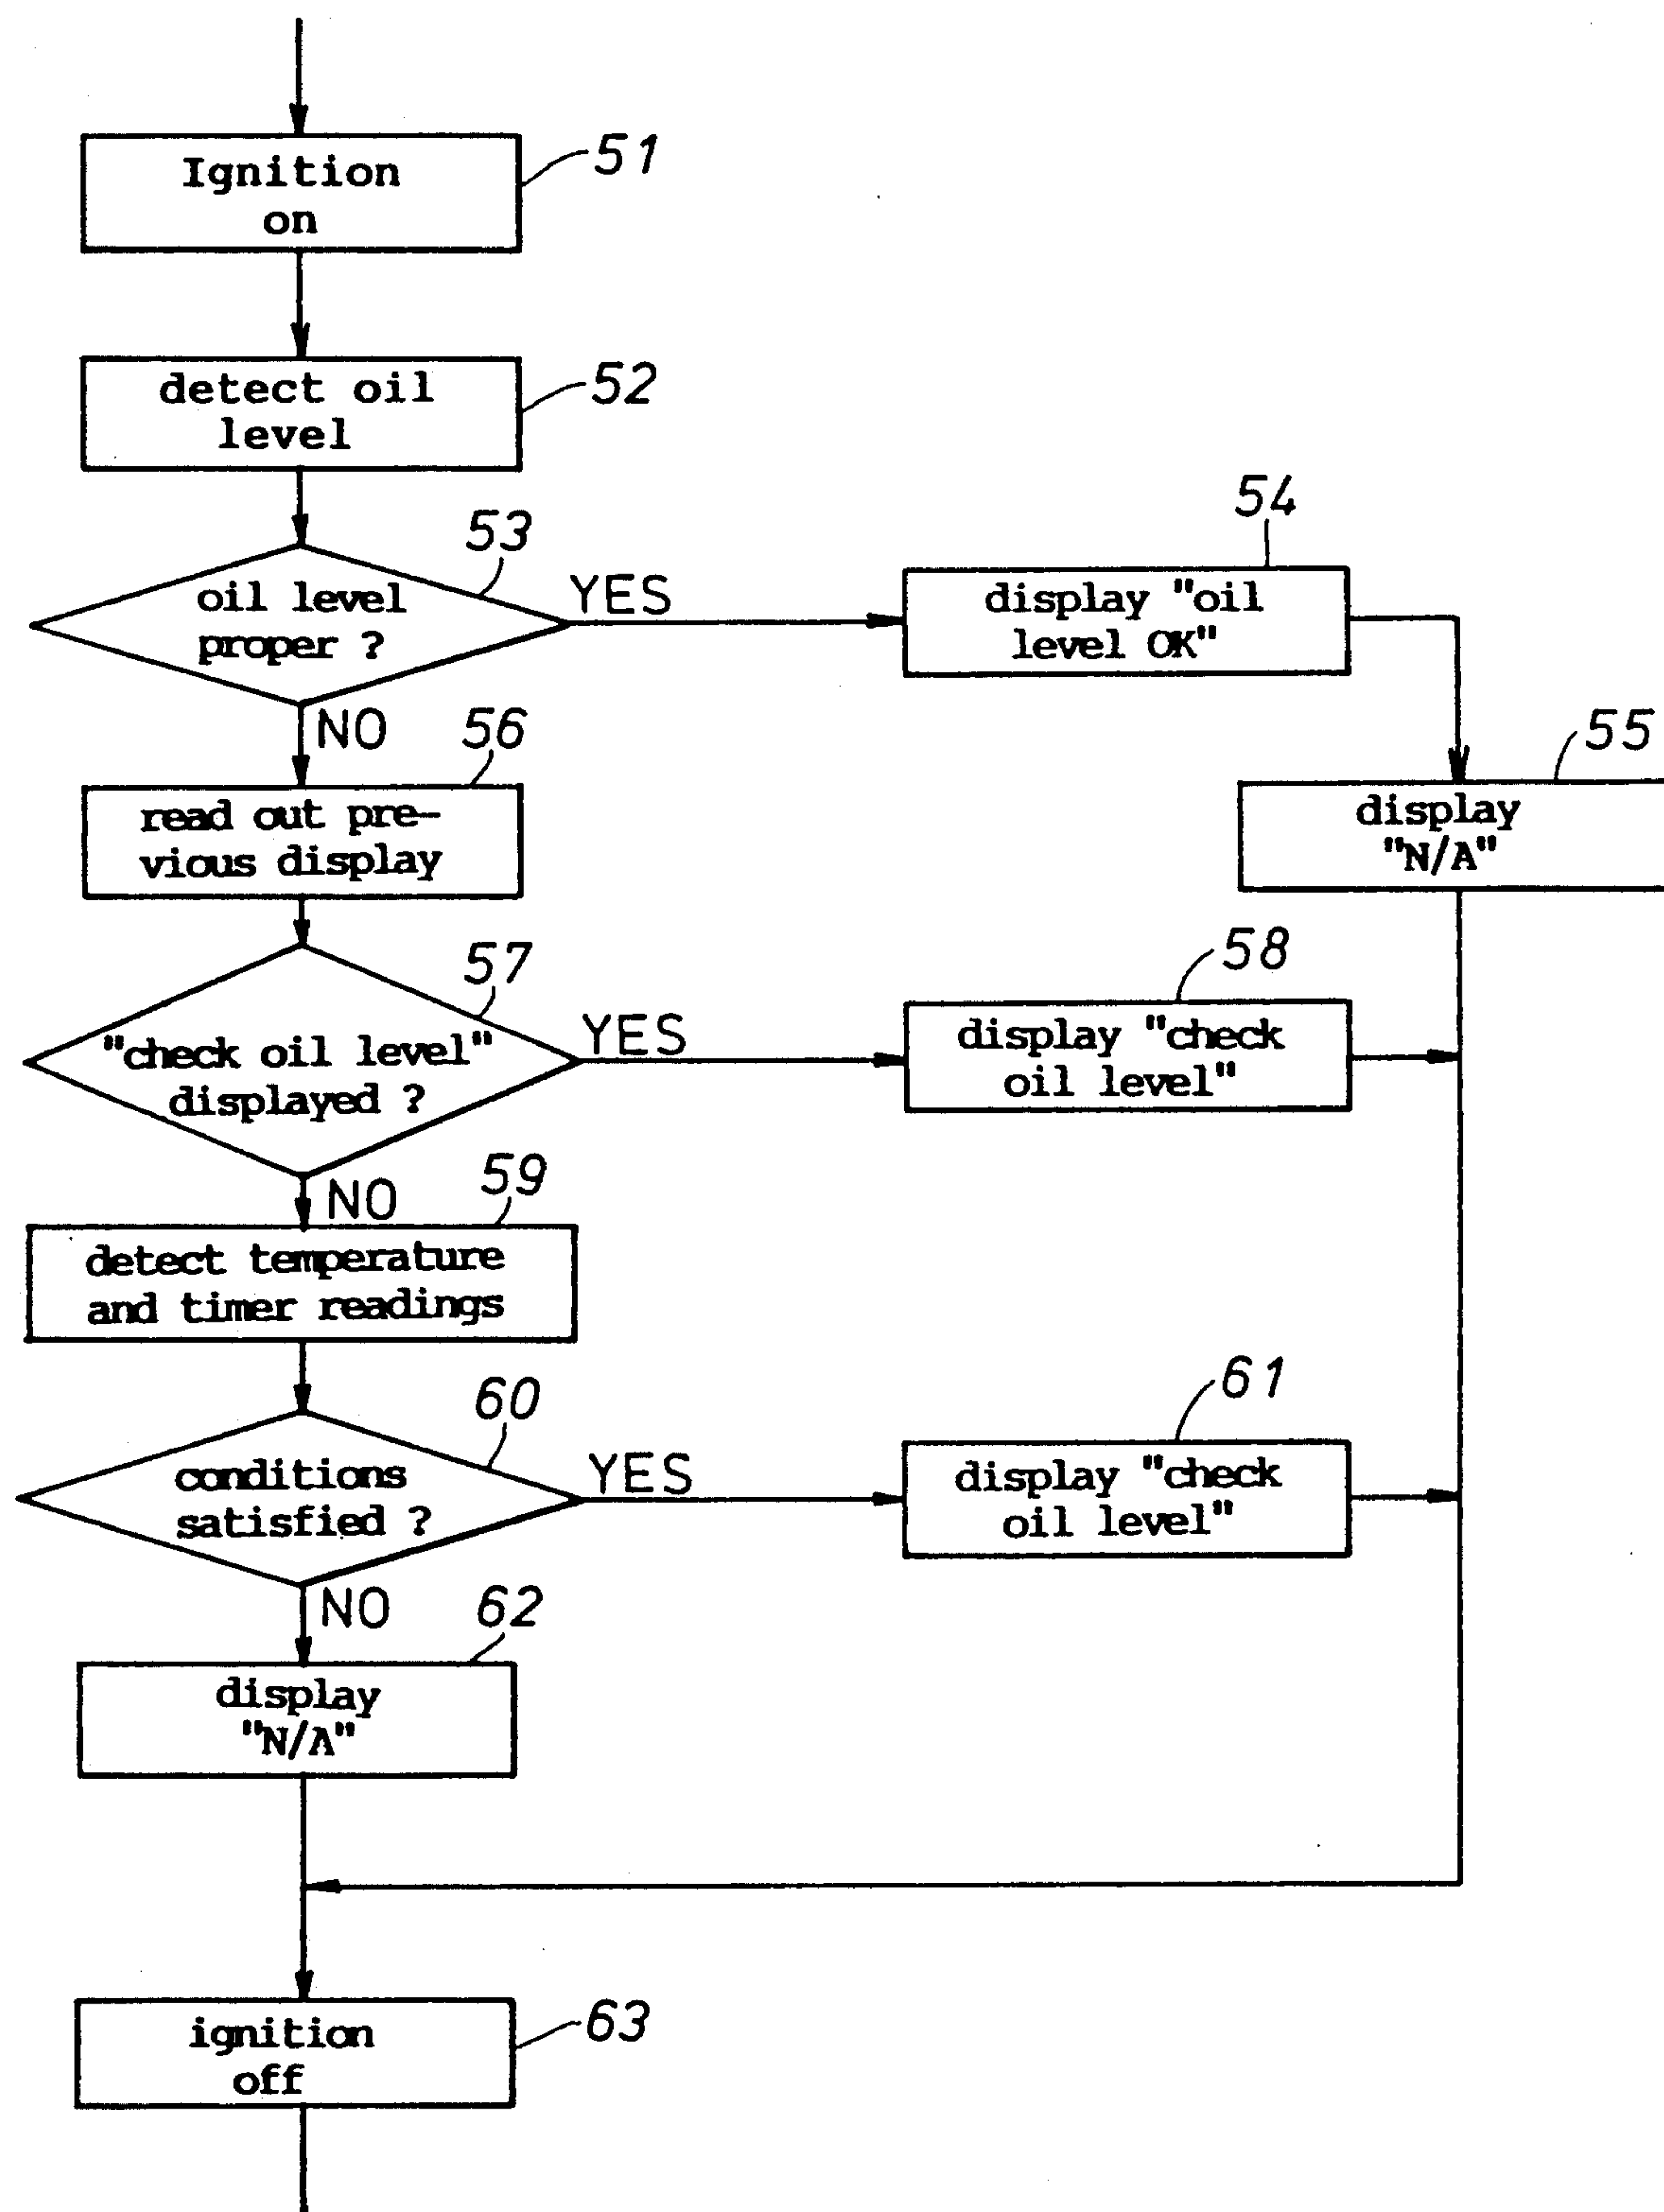 Ignition
on
51
detect oil
level
52
53
oil level
proper ?
YES
NO
54
display "oil
level OK"
55
display
"N/A"
56
read out pre-
vious display
57
"check oil level"
displayed ?
YES
NO
58
display "check
oil level"
59
detect temperature
and timer readings
60
conditions
satisfied ?
YES
NO
61
display "check
oil level"
62
display
"N/A"
ignition
off
63